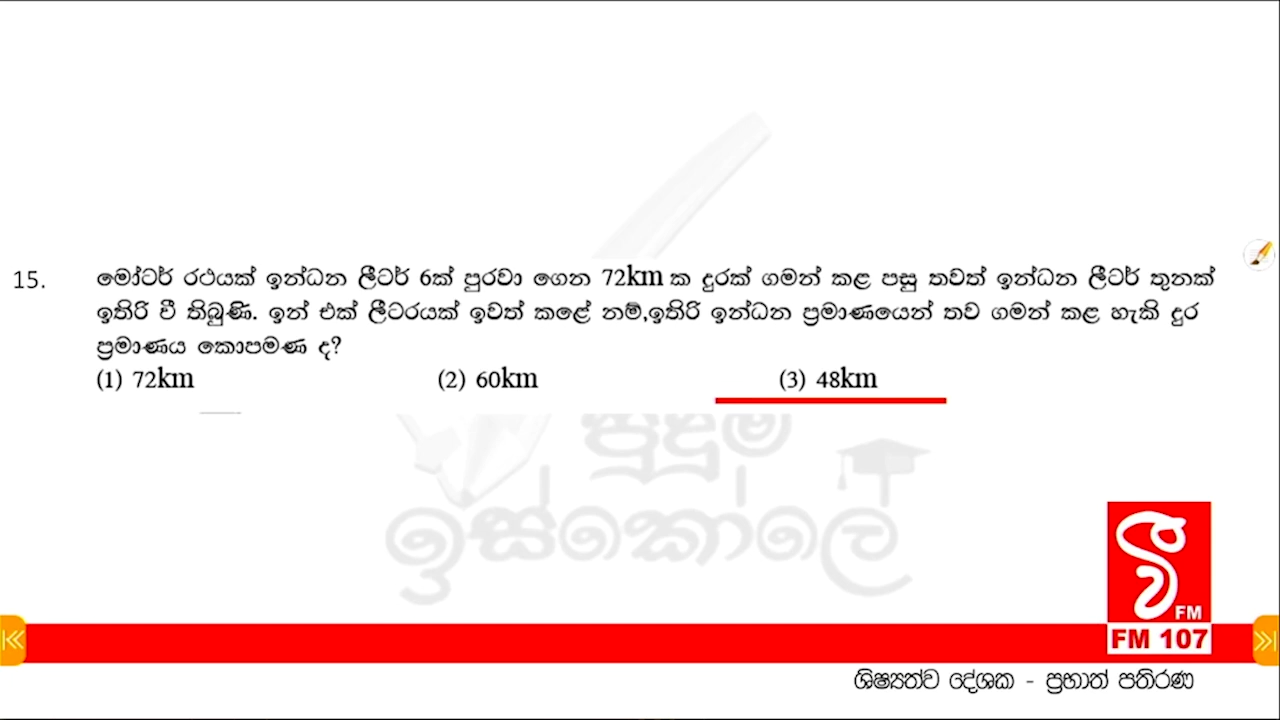 15. මෝටර් රථයක් ඉන්ධන ලීටර් 6ක් පුරවා ගෙන 72km ක දුරක් ගමන් කළ පසු තවත් ඉන්ධන ලීටර් තුනක්
ඉතිරි වී තිබුණි. ඉන් එක් ලීටරයක් ඉවත් කළේ නම්,ඉතිරි ඉන්ධන ප්‍රමාණයෙන් තව ගමන් කළ හැකි දුර
ප්‍රමාණය කොපමණ ද?
(1) 72km (2) 60km (3) 48km
පුදුම
ඉස්කෝලේ
FM
FM 107
ශිෂ්‍යත්ව දේශක - ප්‍රභාත් පතිරණ